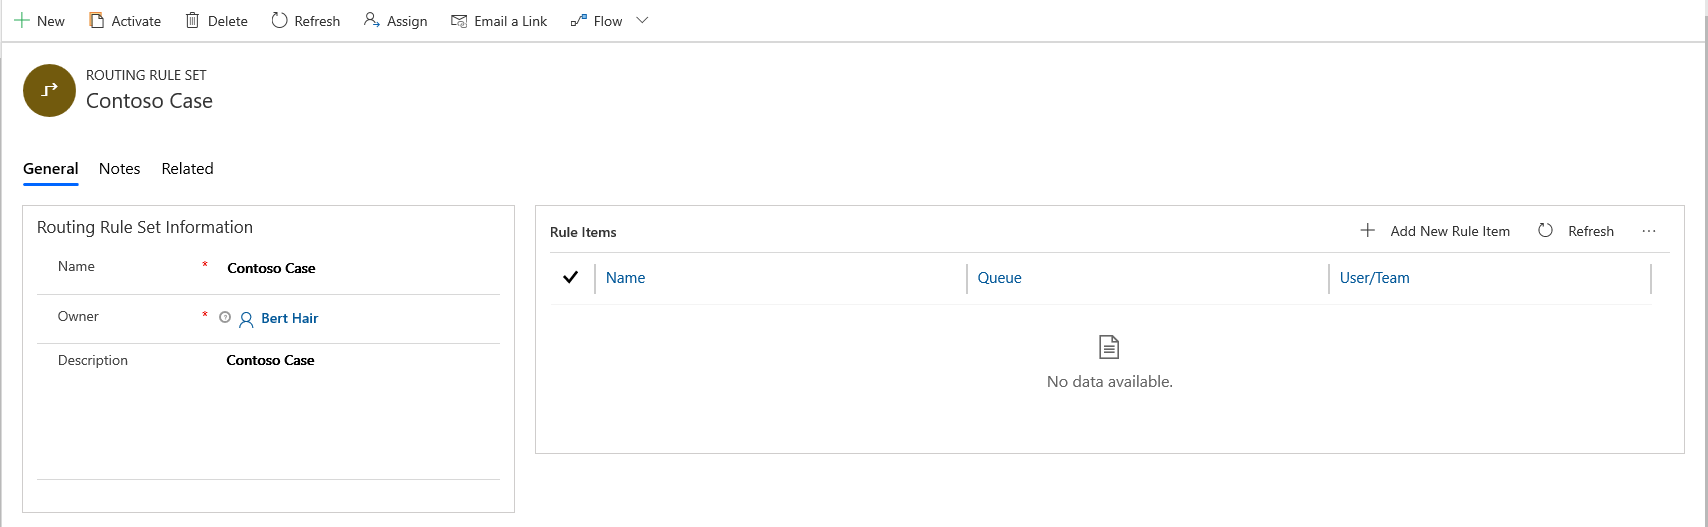 New Activate Delete Refresh Assign Email a Link Flow
ROUTING RULE SET
Contoso Case
General Notes Related
Routing Rule Set Information
Name * Contoso Case
Owner * Bert Hair
Description Contoso Case
Rule Items Add New Rule Item Refresh ...
Name Queue User/Team
No data available.